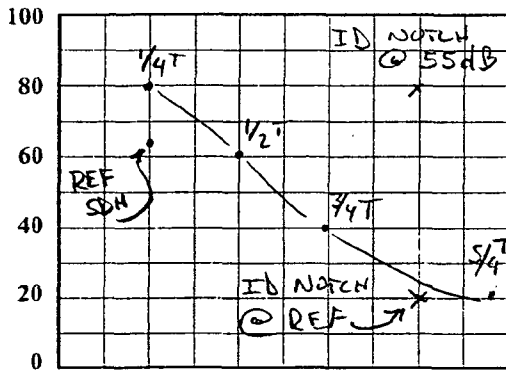 100
ID NOTCH
@ 55dB
1/4T
80
1/2T
60
REF
SDH
3/4T
40
5/4T
ID NOTCH
@ REF
20
0